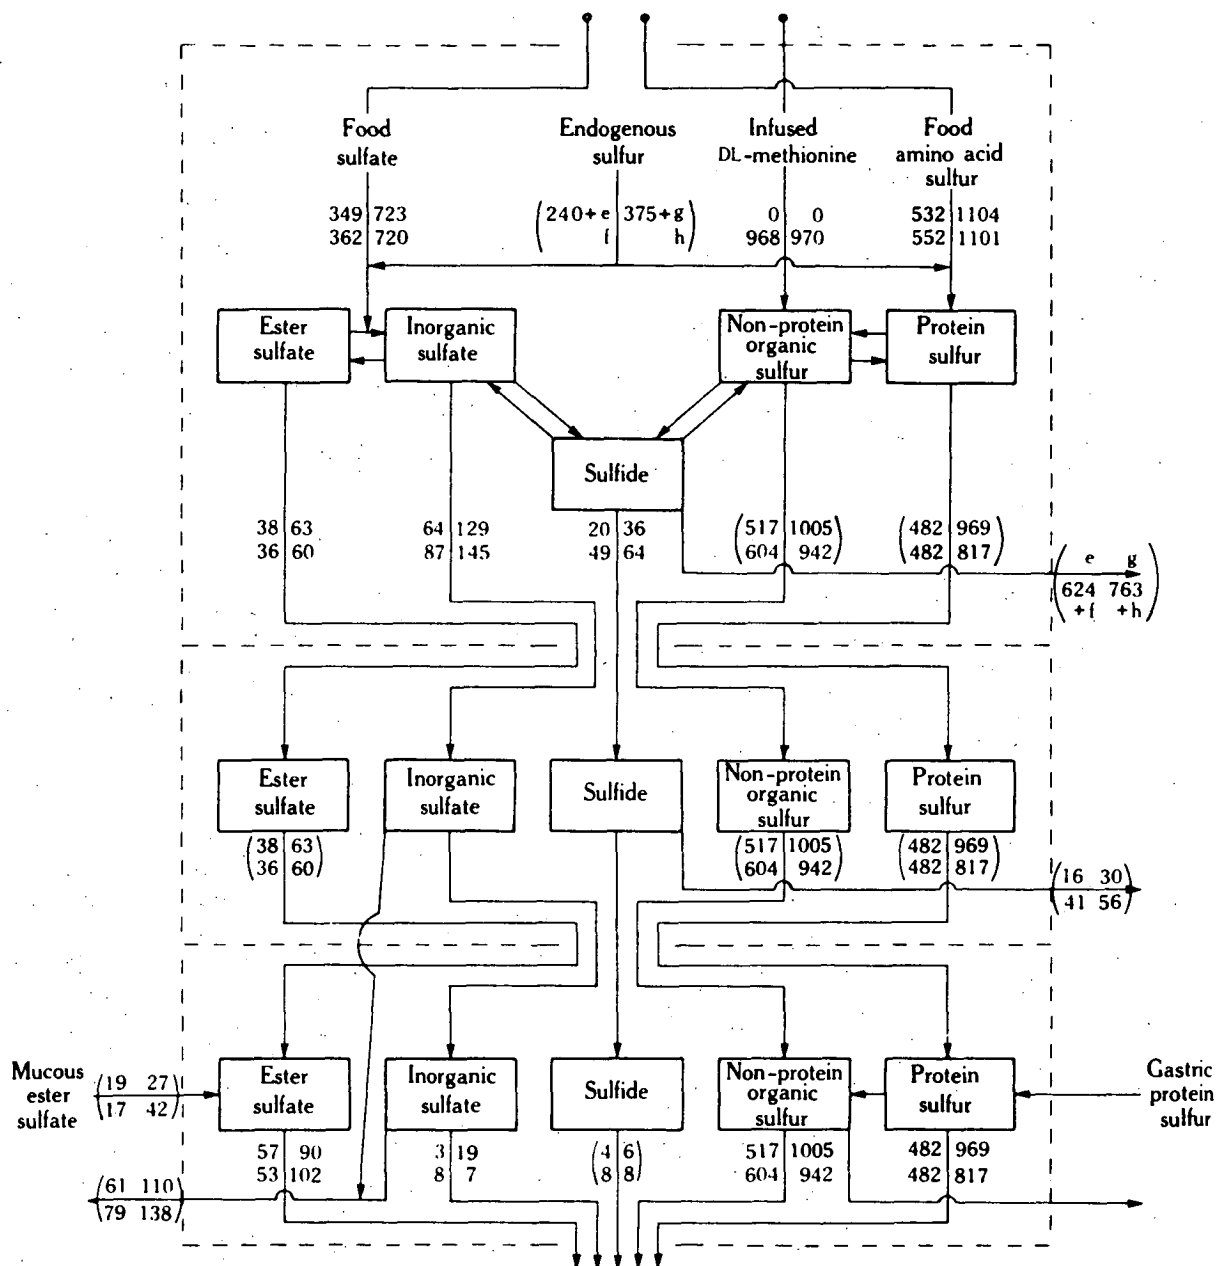 Food
sulfate
Endogenous
sulfur
Infused
DL-methionine
Food
amino acid
sulfur
349 723
362 720
(240+e 375+g
f h)
0 0
968 970
532 1104
552 1101
Ester
sulfate
Inorganic
sulfate
Non-protein
organic
sulfur
Protein
sulfur
Sulfide
38 63
36 60
64 129
87 145
20 36
49 64
(517 1005
604 942)
(482 969
482 817)
(e g
624 763
+f +h)
Ester
sulfate
Inorganic
sulfate
Sulfide
Non-protein
organic
sulfur
Protein
sulfur
(38 63
36 60)
(517 1005
604 942)
(482 969
482 817)
(16 30
41 56)
Mucous
ester
sulfate
(19 27
17 42)
Ester
sulfate
Inorganic
sulfate
Sulfide
Non-protein
organic
sulfur
Protein
sulfur
Gastric
protein
sulfur
57 90
53 102
3 19
8 7
(4 6
8 8)
517 1005
604 942
482 969
482 817
(61 110
79 138)